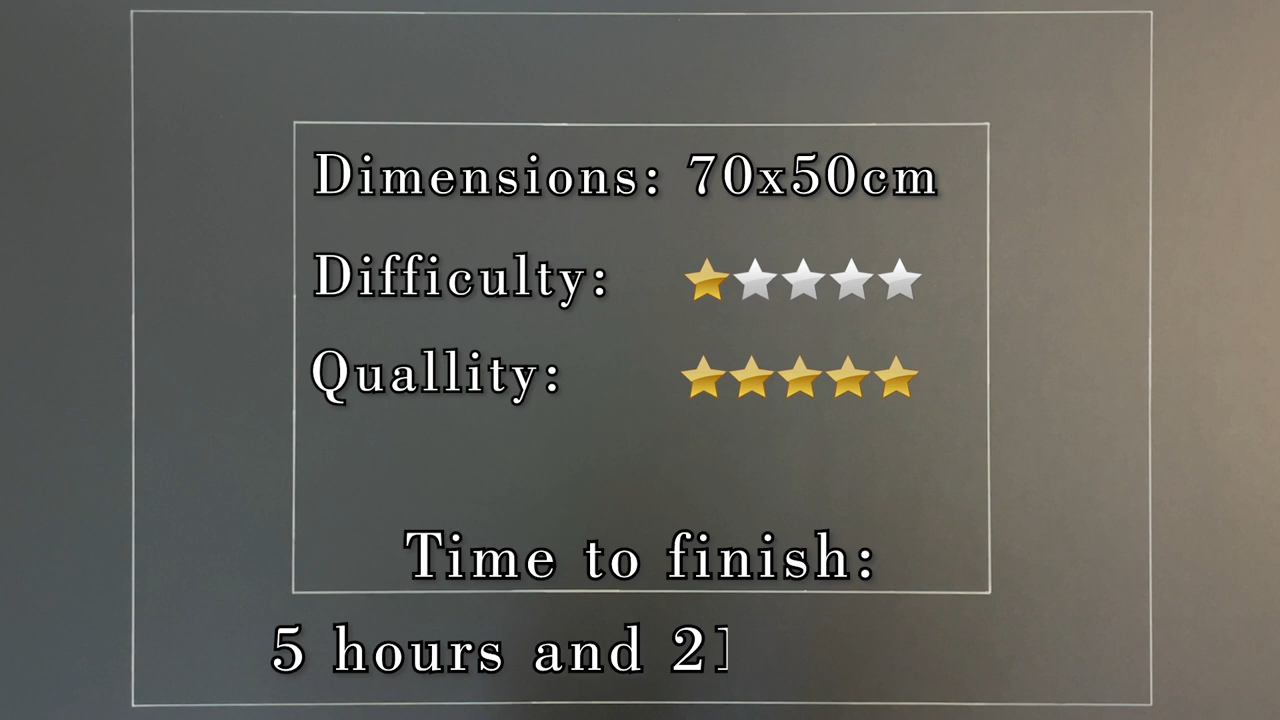 Dimensions: 70x50cm
Difficulty:
Quallity:
Time to finish:
5 hours and